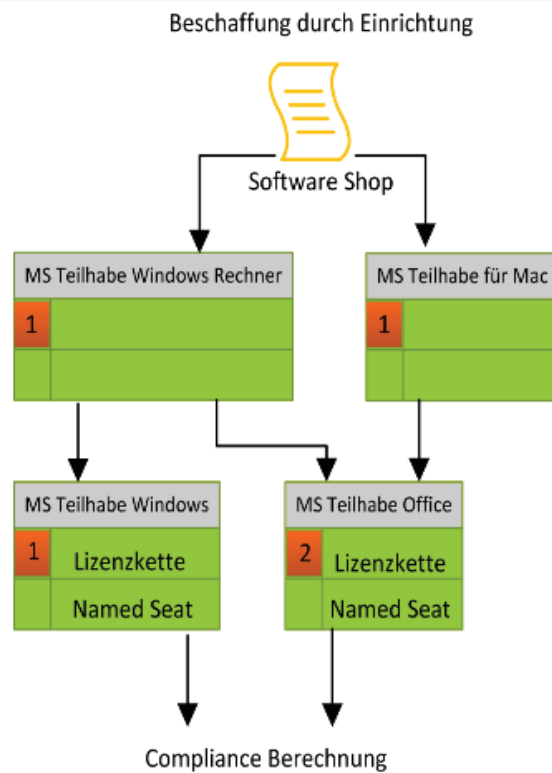 Beschaffung durch Einrichtung
Software Shop
MS Teilhabe Windows Rechner
1
MS Teilhabe für Mac
1
MS Teilhabe Windows
1
Lizenzkette
Named Seat
MS Teilhabe Office
2
Lizenzkette
Named Seat
Compliance Berechnung